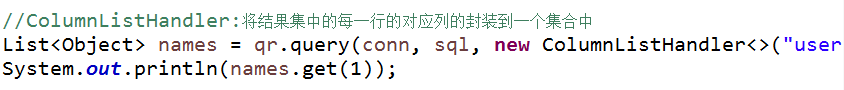 //ColumnListHandler:将结果集中的每一行的对应列的封装到一个集合中
List<Object> names = qr.query(conn, sql, new ColumnListHandler<>("user
System.out.println(names.get(1));